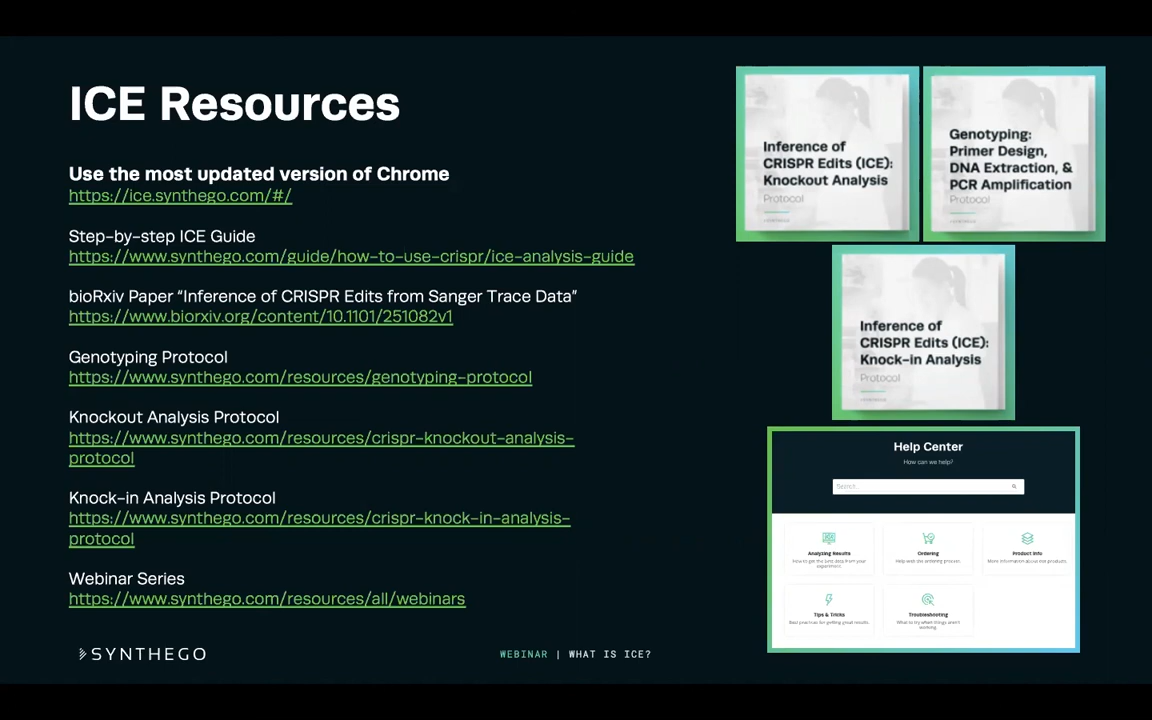 ICE Resources
Use the most updated version of Chrome
https://ice.synthego.com/#/
Step-by-step ICE Guide
https://www.synthego.com/guide/how-to-use-crispr/ice-analysis-guide
bioRxiv Paper “Inference of CRISPR Edits from Sanger Trace Data”
https://www.biorxiv.org/content/10.1101/251082v1
Genotyping Protocol
https://www.synthego.com/resources/genotyping-protocol
Knockout Analysis Protocol
https://www.synthego.com/resources/crispr-knockout-analysis-
protocol
Knock-in Analysis Protocol
https://www.synthego.com/resources/crispr-knock-in-analysis-
protocol
Webinar Series
https://www.synthego.com/resources/all/webinars
SYNTHEGO
WEBINAR | WHAT IS ICE?
Inference of
CRISPR Edits (ICE):
Knockout Analysis
Protocol
Genotyping:
Primer Design,
DNA Extraction, &
PCR Amplification
Protocol
Inference of
CRISPR Edits (ICE):
Knock-in Analysis
Protocol
Help Center
How can we help?
Search...
Analyzing Results
How to get the best data from your
experiment.
Ordering
Help with the ordering process.
Product Info
More information about our products.
Tips & Tricks
Best practices for getting great results.
Troubleshooting
What to try when things aren't
working.